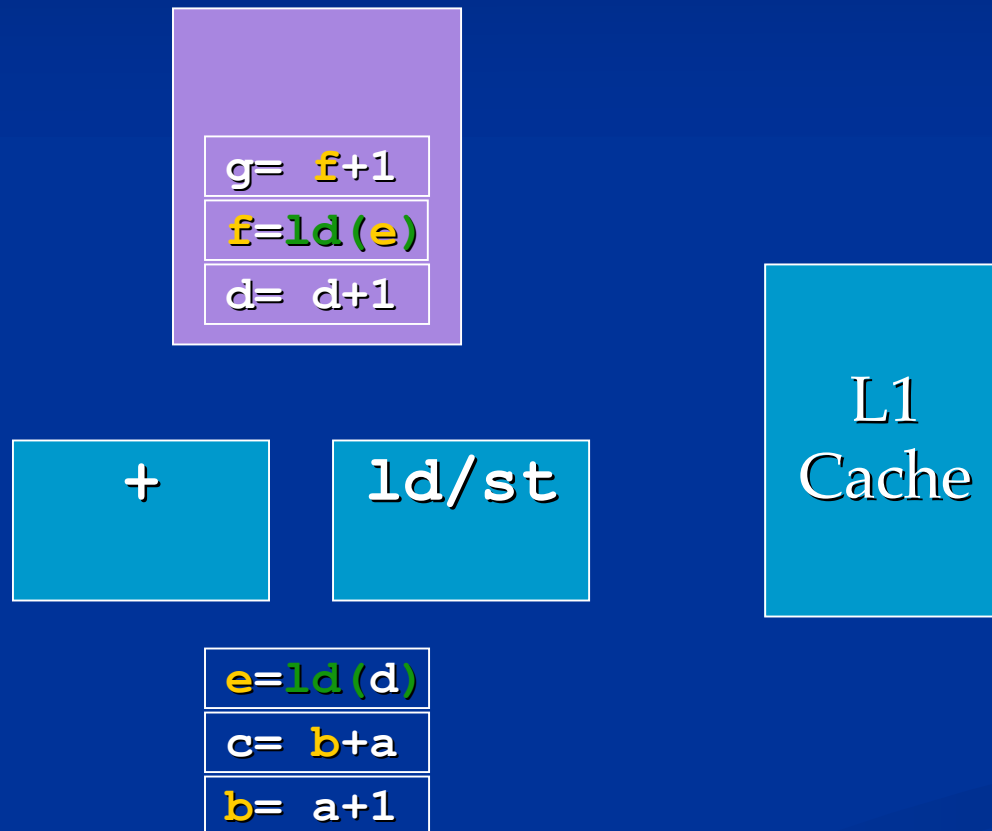 g= f+1
f=ld(e)
d= d+1
L1
Cache
+
ld/st
e=ld(d)
c= b+a
b= a+1